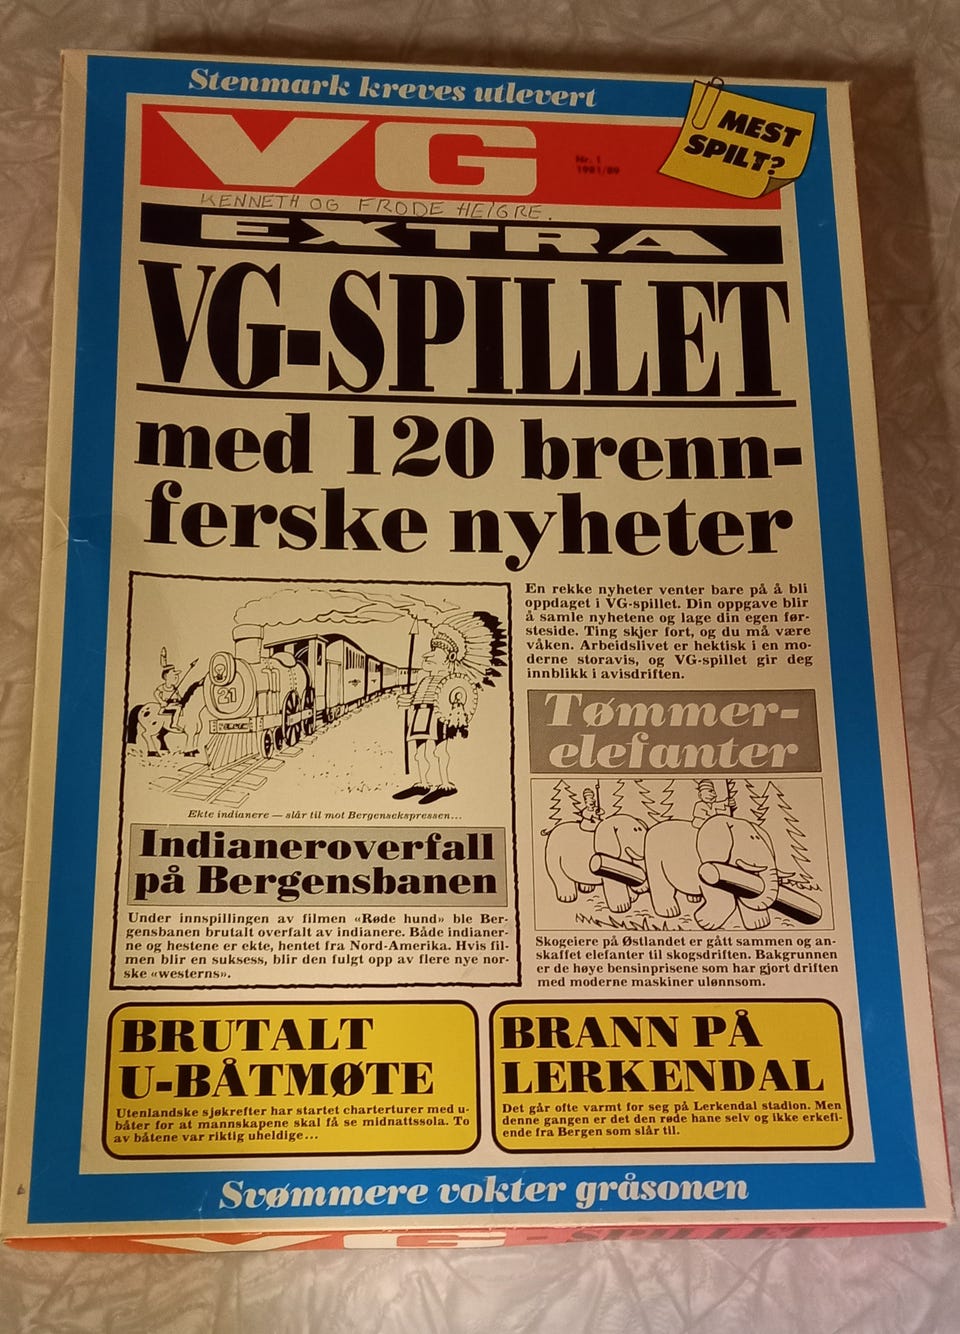 Stenmark kreves utlevert
VG
Nr. 1
1981/89
MEST
SPILT?
KENNETH OG FRODE HELGRE.
EXTRA
VG-SPILLET
med 120 brenn-
ferske nyheter
En rekke nyheter venter bare på å bli
oppdaget i VG-spillet. Din oppgave blir
å samle nyhetene og lage din egen før-
steside. Ting skjer fort, og du må være
våken. Arbeidslivet er hektisk i en mo-
derne storavis, og VG-spillet gir deg
innblikk i avisdriften.
21
Ekte indianere — slår til mot Bergensekspressen...
Indianeroverfall
på Bergensbanen
Under innspillingen av filmen «Røde hund» ble Ber-
gensbanen brutalt overfalt av indianere. Både indianer-
ne og hestene er ekte, hentet fra Nord-Amerika. Hvis fil-
men blir en suksess, blir den fulgt opp av flere nye nor-
ske «westerns».
Tømmer-
elefanter
Skogeiere på Østlandet er gått sammen og an-
skaffet elefanter til skogsdriften. Bakgrunnen
er de høye bensinprisene som har gjort driften
med moderne maskiner ulønnsom.
BRUTALT
U-BÅTMØTE
Utenlandske sjøkrefter har startet charterturer med u-
båter for at mannskapene skal få se midnattssola. To
av båtene var riktig uheldige...
BRANN PÅ
LERKENDAL
Det går ofte varmt for seg på Lerkendal stadion. Men
denne gangen er det den røde hane selv og ikke erkefi-
ende fra Bergen som slår til.
Svømmere vokter gråsonen
VG-SPILLET